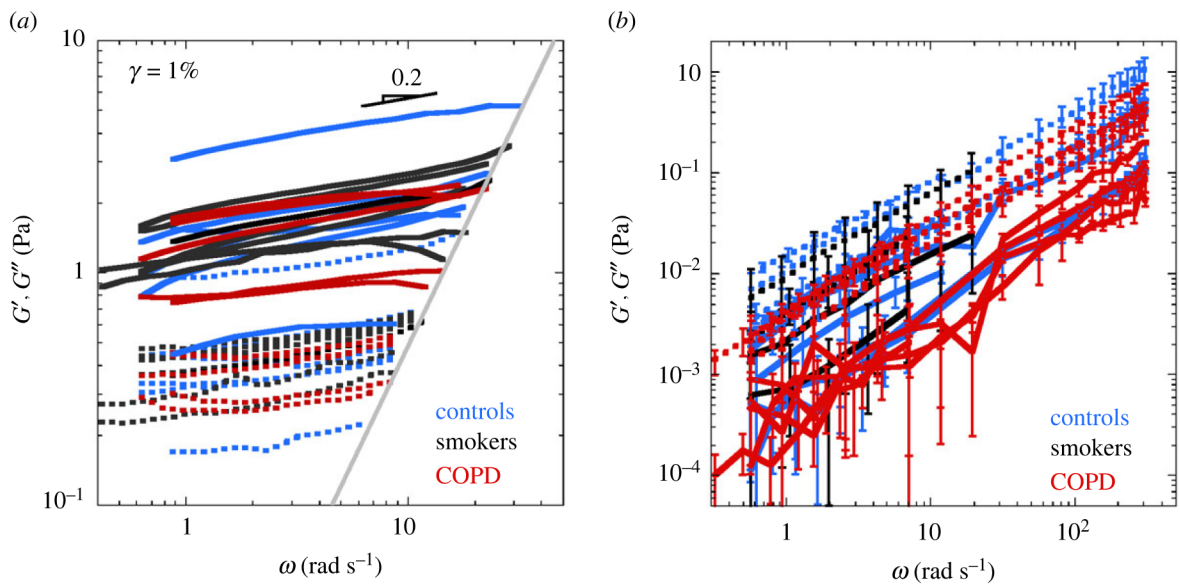 (a)
10
γ = 1%
0.2
1
10⁻¹
G′, G″ (Pa)
controls
smokers
COPD
1
10
ω (rad s⁻¹)
(b)
10
1
10⁻¹
10⁻²
10⁻³
10⁻⁴
G′, G″ (Pa)
controls
smokers
COPD
1
10
10²
ω (rad s⁻¹)